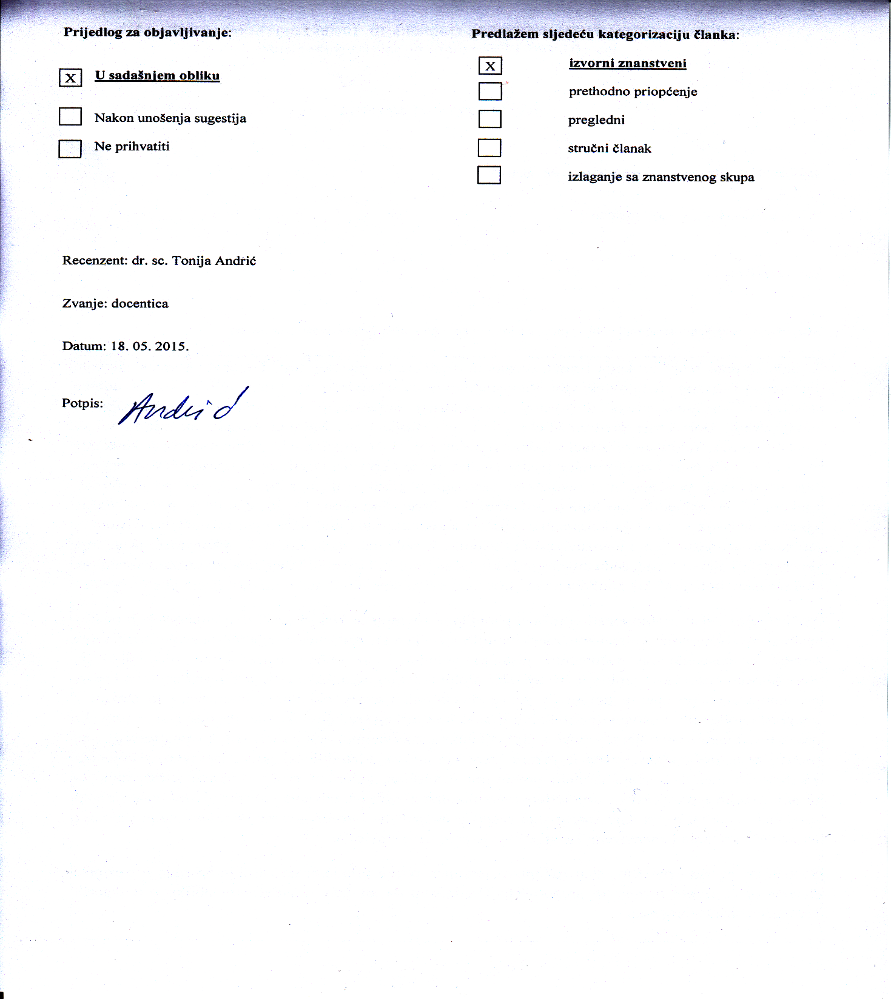 Prijedlog za objavljivanje:
X U sadašnjem obliku
Nakon unošenja sugestija
Ne prihvatiti
Predlažem sljedeću kategorizaciju članka:
X izvorni znanstveni
prethodno priopćenje
pregledni
stručni članak
izlaganje sa znanstvenog skupa
Recenzent: dr. sc. Tonija Andrić
Zvanje: docentica
Datum: 18. 05. 2015.
Potpis: Andrić